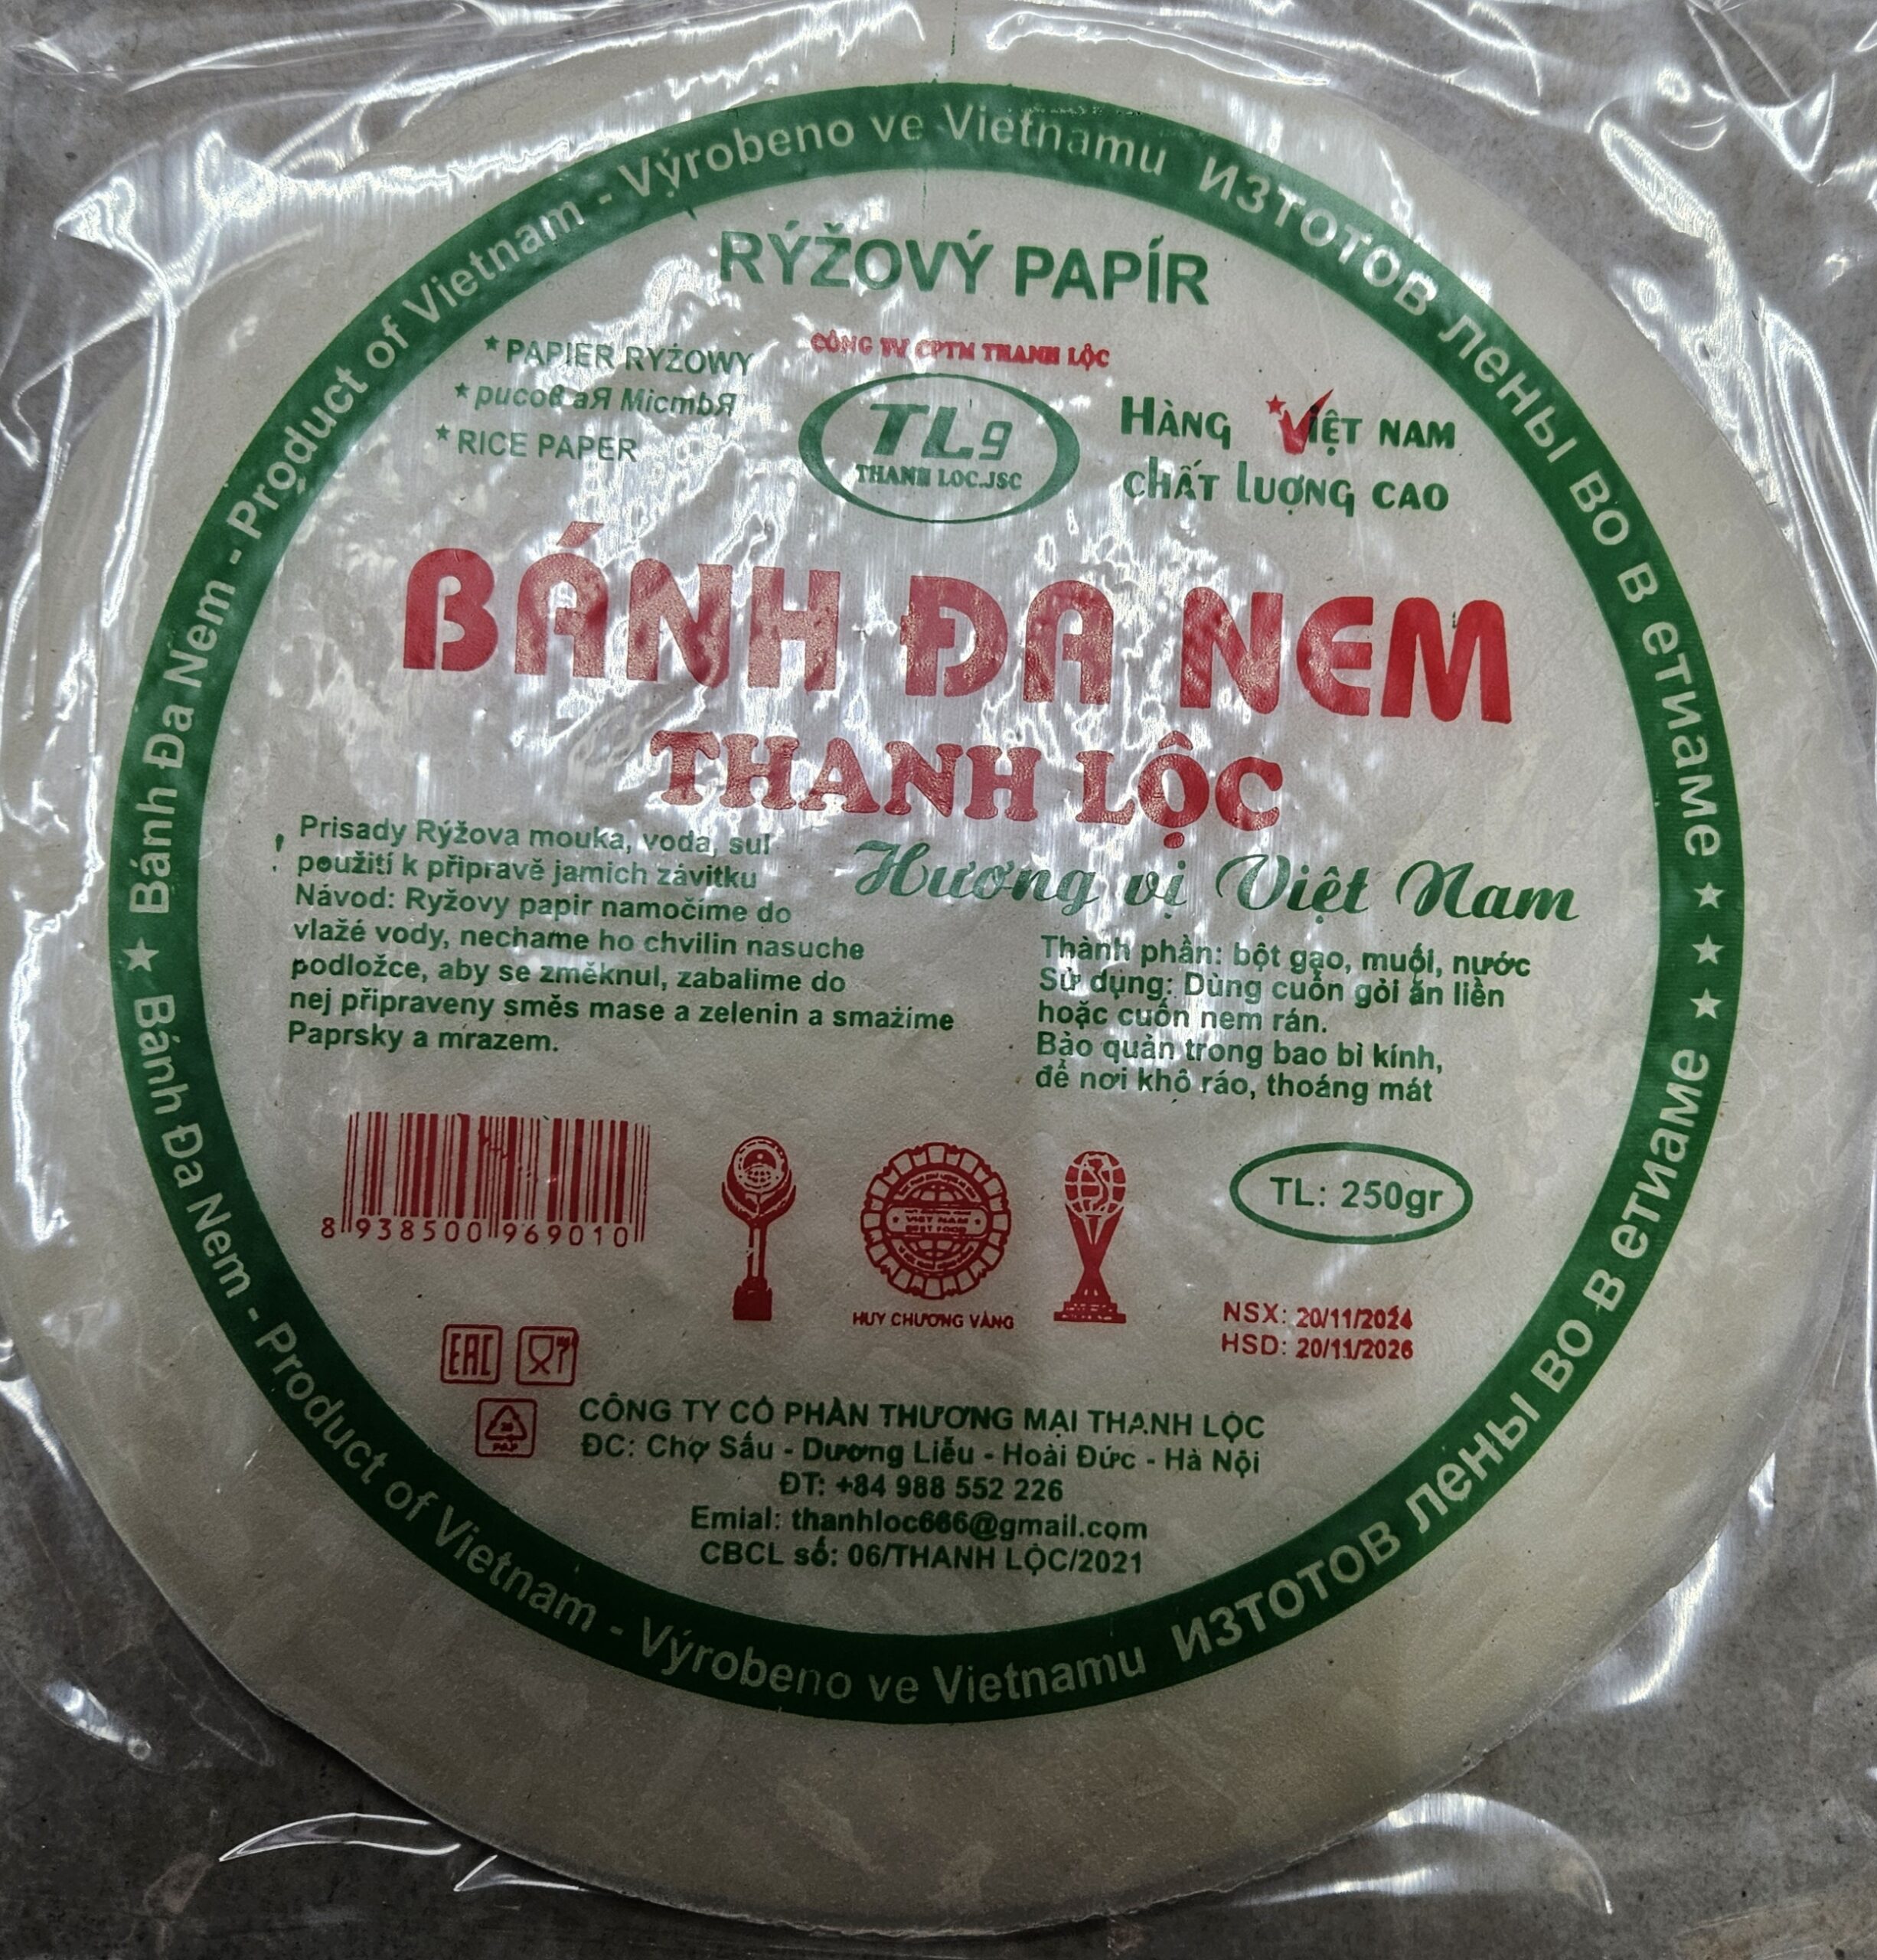 Bánh Đa Nem - Product of Vietnam - Výrobeno ve Vietnamu ИЗТОТОВ ЛеНЫ ВО В етиаме
RÝŽOVÝ PAPÍR
* PAPIER RYŻOWY
* рисов аЯ МісmbЯ
* RICE PAPER
CÔNG TY CPTM THANH LỘC
TLg
THANH LOC.JSC
HÀNG VIỆT NAM
CHẤT LƯỢNG CAO
BÁNH ĐA NEM
THANH LỘC
Hương vị Việt Nam
Prisady Rýžova mouka, voda, sul
použití k připravě jamich závitku
Návod: Ryžovy papir namočíme do
vlažé vody, nechame ho chvilin nasuche
podložce, aby se změknul, zabalime do
nej připraveny směs mase a zelenin a smažime
Paprsky a mrazem.
Thành phần: bột gạo, muối, nước
Sử dụng: Dùng cuốn gỏi ăn liền
hoặc cuốn nem rán.
Bảo quản trong bao bì kính,
để nơi khô ráo, thoáng mát
8 938500 969010
VIET NAM
BEST FOOD
HUY CHƯƠNG VÀNG
TL: 250gr
NSX: 20/11/2024
HSD: 20/11/2026
EAC
PAP
CÔNG TY CỔ PHẦN THƯƠNG MẠI THANH LỘC
ĐC: Chợ Sấu - Dương Liễu - Hoài Đức - Hà Nội
ĐT: +84 988 552 226
Emial: thanhloc666@gmail.com
CBCL số: 06/THANH LỘC/2021
Bánh Đa Nem - Product of Vietnam - Výrobeno ve Vietnamu ИЗТОТОВ ЛеНЫ ВО В етиаме